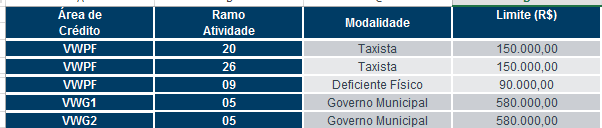 Área de Crédito Ramo Atividade Modalidade Limite (R$)
VWPF 20 Taxista 150.000,00
VWPF 26 Taxista 150.000,00
VWPF 09 Deficiente Físico 90.000,00
VWG1 05 Governo Municipal 580.000,00
VWG2 05 Governo Municipal 580.000,00